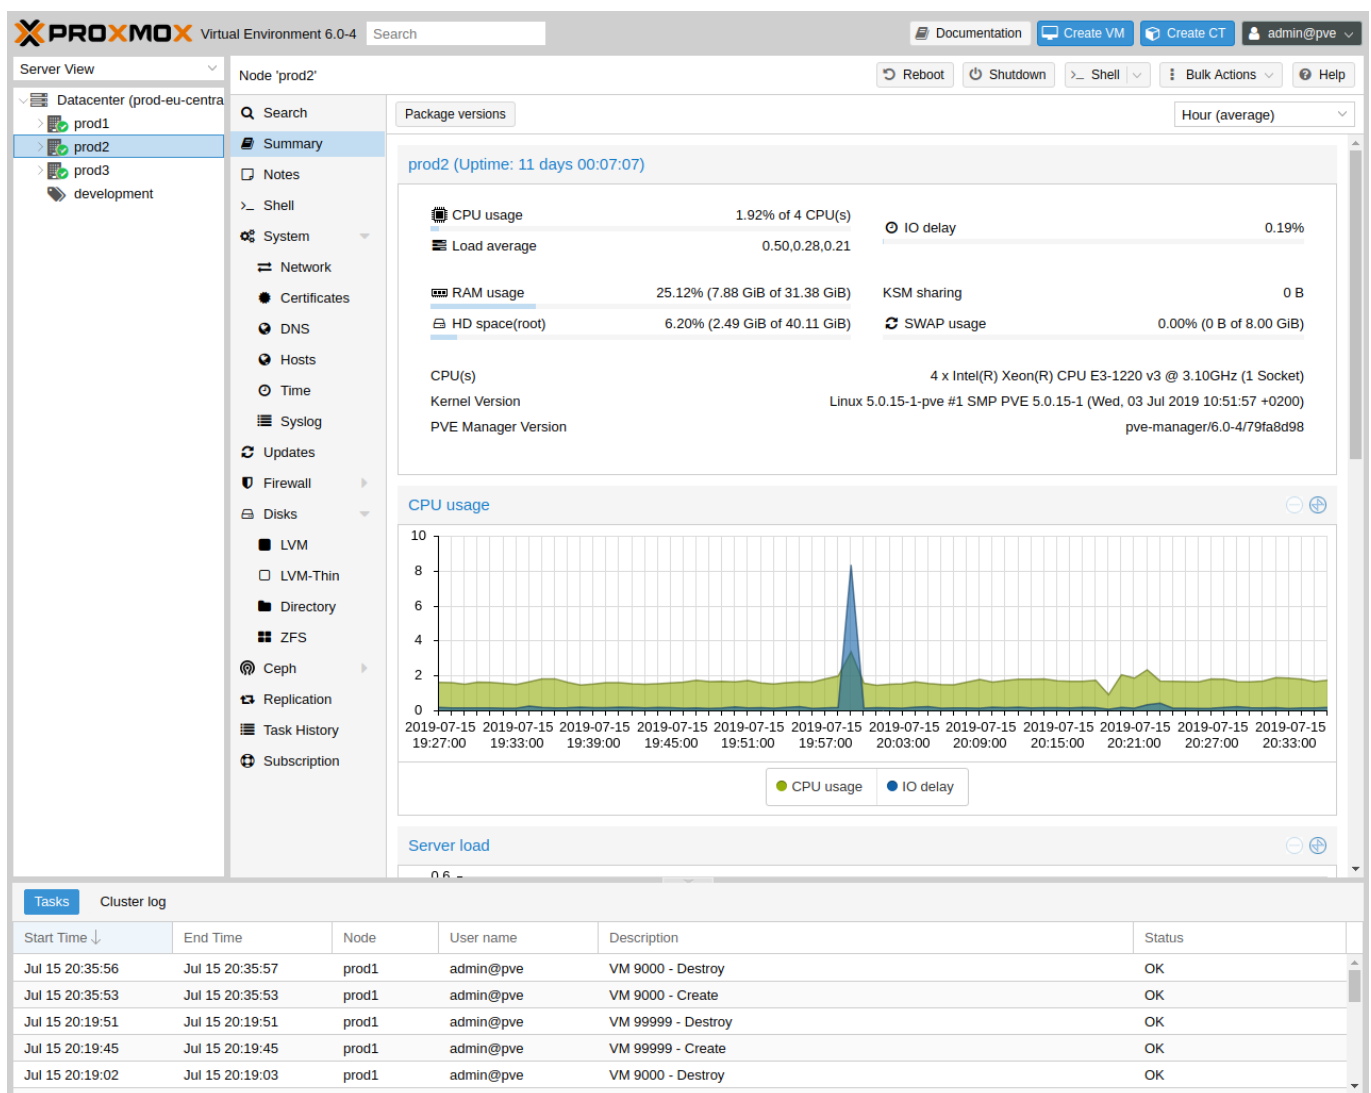 PROXMOX Virtual Environment 6.0-4 Search Documentation Create VM Create CT admin@pve
Server View
Datacenter (prod-eu-centra
prod1
prod2
prod3
development
Node 'prod2' Reboot Shutdown >_ Shell Bulk Actions Help
Search
Summary
Notes
>_ Shell
System
Network
Certificates
DNS
Hosts
Time
Syslog
Updates
Firewall
Disks
LVM
LVM-Thin
Directory
ZFS
Ceph
Replication
Task History
Subscription
Package versions Hour (average)
prod2 (Uptime: 11 days 00:07:07)
CPU usage 1.92% of 4 CPU(s)
Load average 0.50,0.28,0.21
IO delay 0.19%
RAM usage 25.12% (7.88 GiB of 31.38 GiB)
HD space(root) 6.20% (2.49 GiB of 40.11 GiB)
KSM sharing 0 B
SWAP usage 0.00% (0 B of 8.00 GiB)
CPU(s) 4 x Intel(R) Xeon(R) CPU E3-1220 v3 @ 3.10GHz (1 Socket)
Kernel Version Linux 5.0.15-1-pve #1 SMP PVE 5.0.15-1 (Wed, 03 Jul 2019 10:51:57 +0200)
PVE Manager Version pve-manager/6.0-4/79fa8d98
CPU usage
10
8
6
4
2
0
2019-07-15 2019-07-15 2019-07-15 2019-07-15 2019-07-15 2019-07-15 2019-07-15 2019-07-15 2019-07-15 2019-07-15 2019-07-15 2019-07-15
19:27:00 19:33:00 19:39:00 19:45:00 19:51:00 19:57:00 20:03:00 20:09:00 20:15:00 20:21:00 20:27:00 20:33:00
CPU usage IO delay
Server load
0.6
Tasks Cluster log
Start Time End Time Node User name Description Status
Jul 15 20:35:56 Jul 15 20:35:57 prod1 admin@pve VM 9000 - Destroy OK
Jul 15 20:35:53 Jul 15 20:35:53 prod1 admin@pve VM 9000 - Create OK
Jul 15 20:19:51 Jul 15 20:19:51 prod1 admin@pve VM 99999 - Destroy OK
Jul 15 20:19:45 Jul 15 20:19:45 prod1 admin@pve VM 99999 - Create OK
Jul 15 20:19:02 Jul 15 20:19:03 prod1 admin@pve VM 9000 - Destroy OK